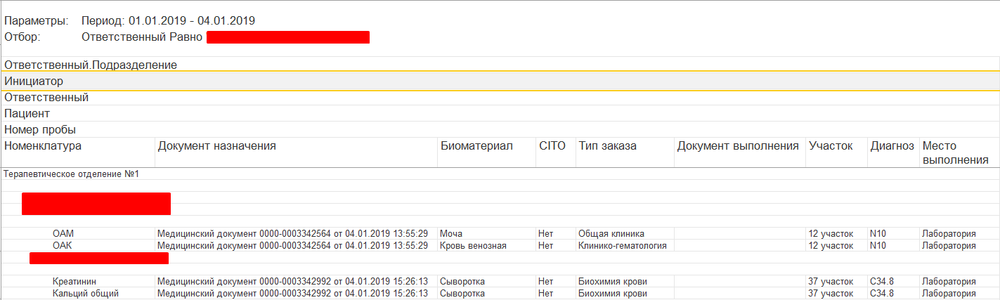 Параметры: Период: 01.01.2019 - 04.01.2019
Отбор: Ответственный Равно
Ответственный.Подразделение
Инициатор
Ответственный
Пациент
Номер пробы
Номенклатура Документ назначения Биоматериал CITO Тип заказа Документ выполнения Участок Диагноз Место
выполнения
Терапевтическое отделение №1
ОАМ Медицинский документ 0000-0003342564 от 04.01.2019 13:55:29 Моча Нет Общая клиника 12 участок N10 Лаборатория
ОАК Медицинский документ 0000-0003342564 от 04.01.2019 13:55:29 Кровь венозная Нет Клинико-гематология 12 участок N10 Лаборатория
Креатинин Медицинский документ 0000-0003342992 от 04.01.2019 15:26:13 Сыворотка Нет Биохимия крови 37 участок C34.8 Лаборатория
Кальций общий Медицинский документ 0000-0003342992 от 04.01.2019 15:26:13 Сыворотка Нет Биохимия крови 37 участок C34.8 Лаборатория